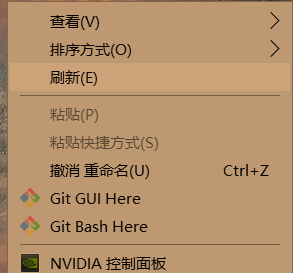 查看(V)
排序方式(O)
刷新(E)
粘贴(P)
粘贴快捷方式(S)
撤消 重命名(U) Ctrl+Z
Git GUI Here
Git Bash Here
NVIDIA 控制面板